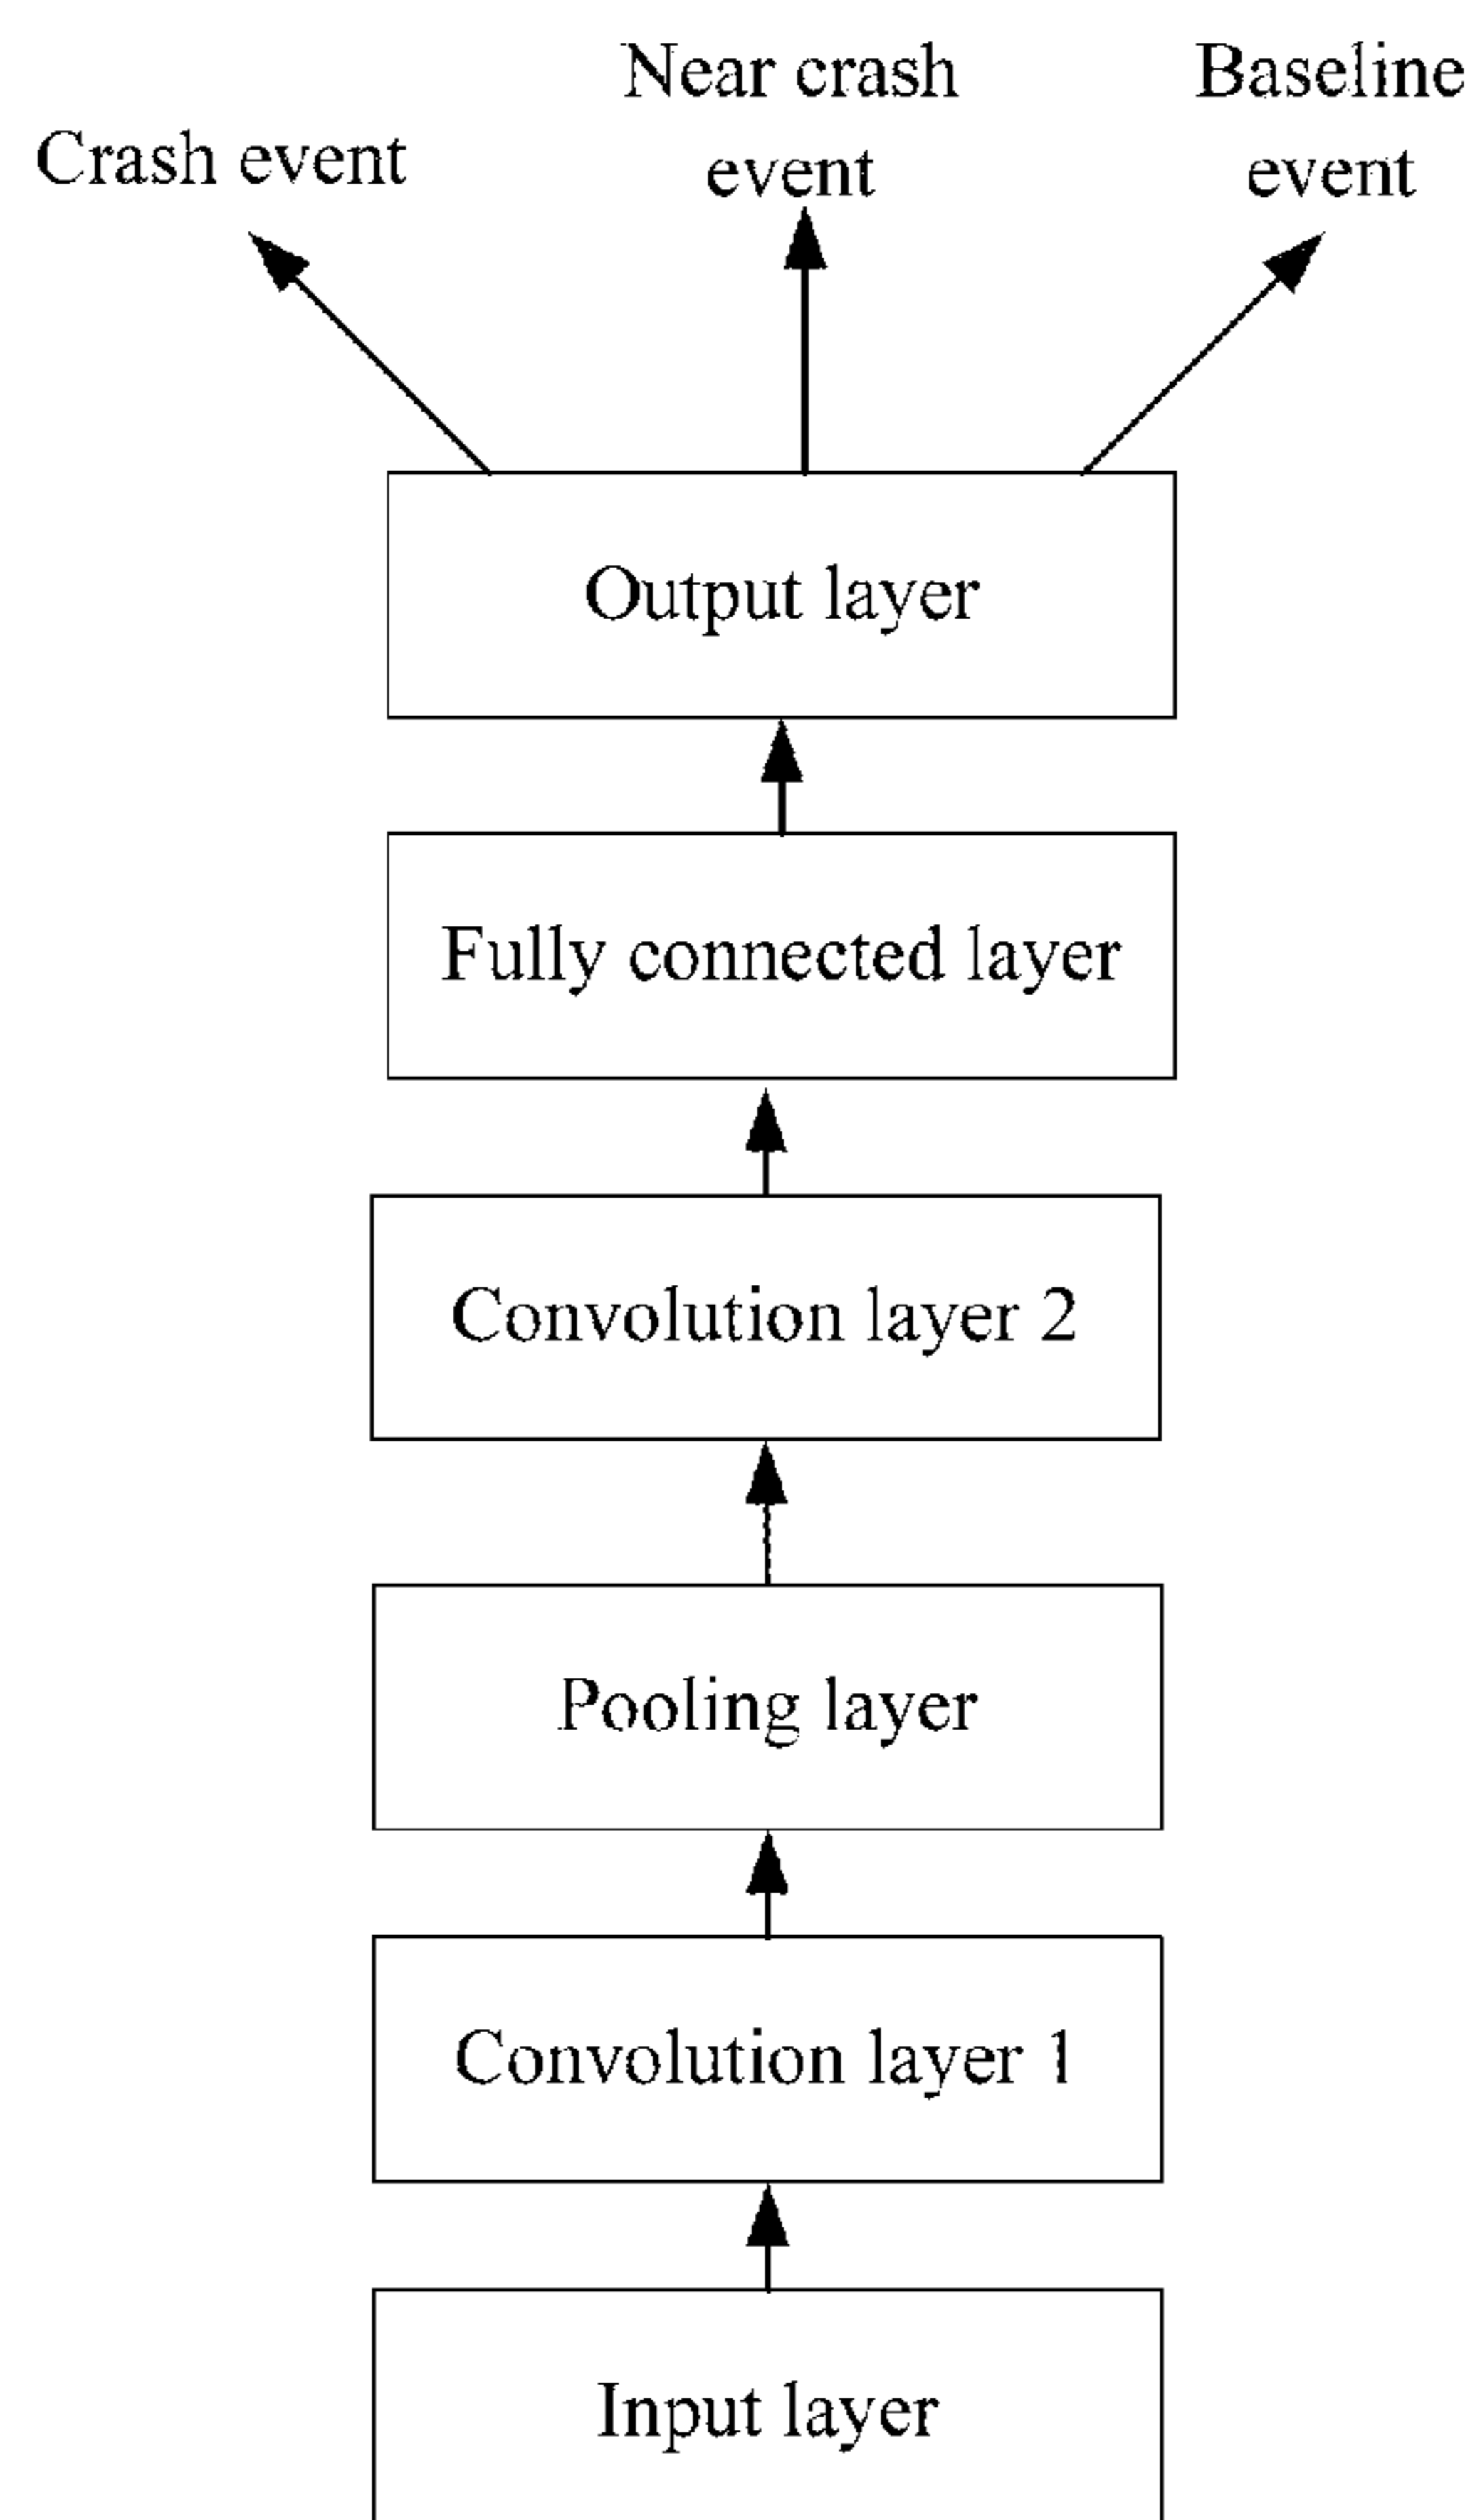 Crash event
Near crash
event
Baseline
event
Output layer
Fully connected layer
Convolution layer 2
Pooling layer
Convolution layer 1
Input layer